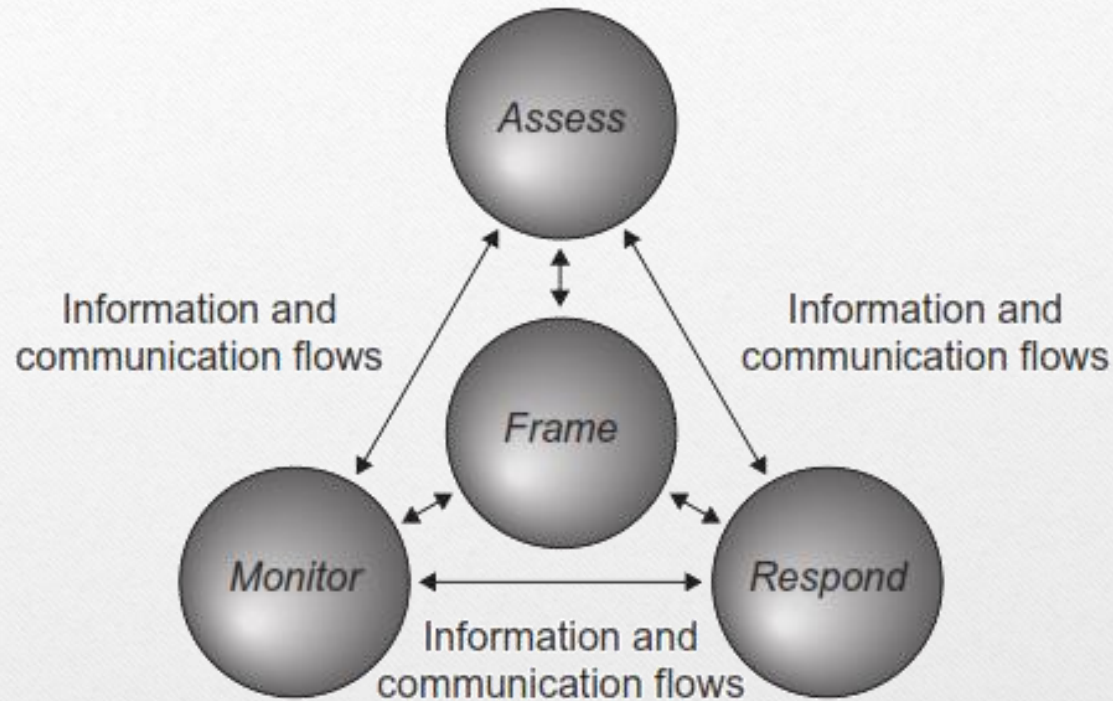 Assess
Information and
communication flows
Information and
communication flows
Frame
Monitor
Respond
Information and
communication flows